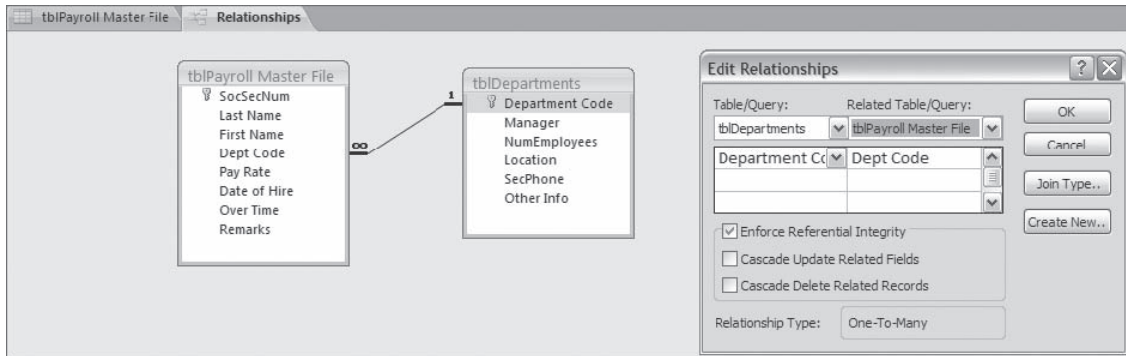 tblPayroll Master File
Relationships
tblPayroll Master File
SocSecNum
Last Name
First Name
Dept Code
Pay Rate
Date of Hire
Over Time
Remarks
∞
1
tblDepartments
Department Code
Manager
NumEmployees
Location
SecPhone
Other Info
Edit Relationships
?
Table/Query: Related Table/Query:
tblDepartments tblPayroll Master File
Department Co Dept Code
Enforce Referential Integrity
Cascade Update Related Fields
Cascade Delete Related Records
Relationship Type: One-To-Many
OK
Cancel
Join Type..
Create New..